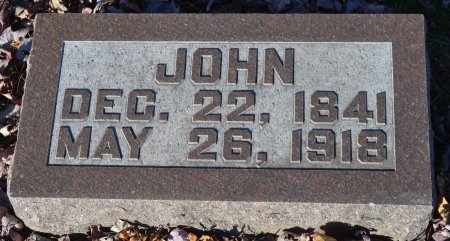 JOHN
DEC. 22, 1841
MAY 26, 1918